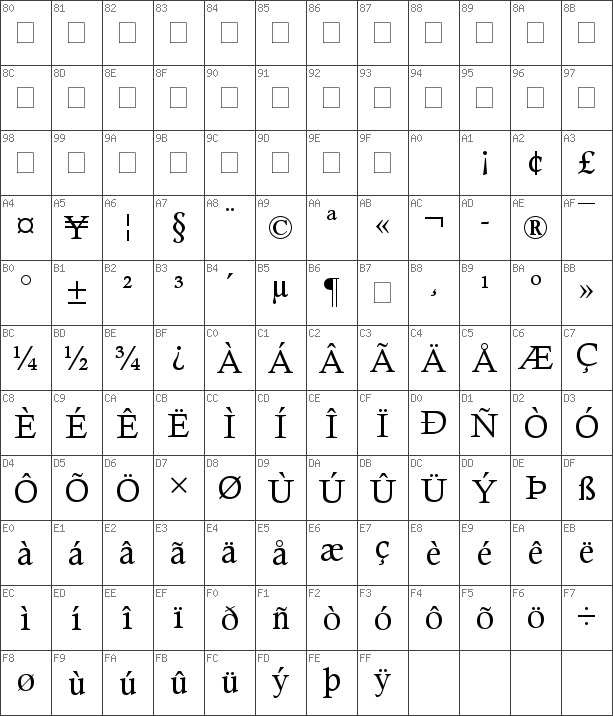 80 81 82 83 84 85 86 87 88 89 8A 8B
8C 8D 8E 8F 90 91 92 93 94 95 96 97
98 99 9A 9B 9C 9D 9E 9F A0 A1 A2 A3
¡ ¢ £
A4 A5 A6 A7 A8 A9 AA AB AC AD AE AF
¤ ¥ ¦ § ¨ © ª « ¬ - ® ¯
B0 B1 B2 B3 B4 B5 B6 B7 B8 B9 BA BB
° ± ² ³ ´ µ ¶ ¸ ¹ º »
BC BD BE BF C0 C1 C2 C3 C4 C5 C6 C7
¼ ½ ¾ ¿ À Á Â Ã Ä Å Æ Ç
C8 C9 CA CB CC CD CE CF D0 D1 D2 D3
È É Ê Ë Ì Í Î Ï Ð Ñ Ò Ó
D4 D5 D6 D7 D8 D9 DA DB DC DD DE DF
Ô Õ Ö × Ø Ù Ú Û Ü Ý Þ ß
E0 E1 E2 E3 E4 E5 E6 E7 E8 E9 EA EB
à á â ã ä å æ ç è é ê ë
EC ED EE EF F0 F1 F2 F3 F4 F5 F6 F7
ì í î ï ð ñ ò ó ô õ ö ÷
F8 F9 FA FB FC FD FE FF
ø ù ú û ü ý þ ÿ